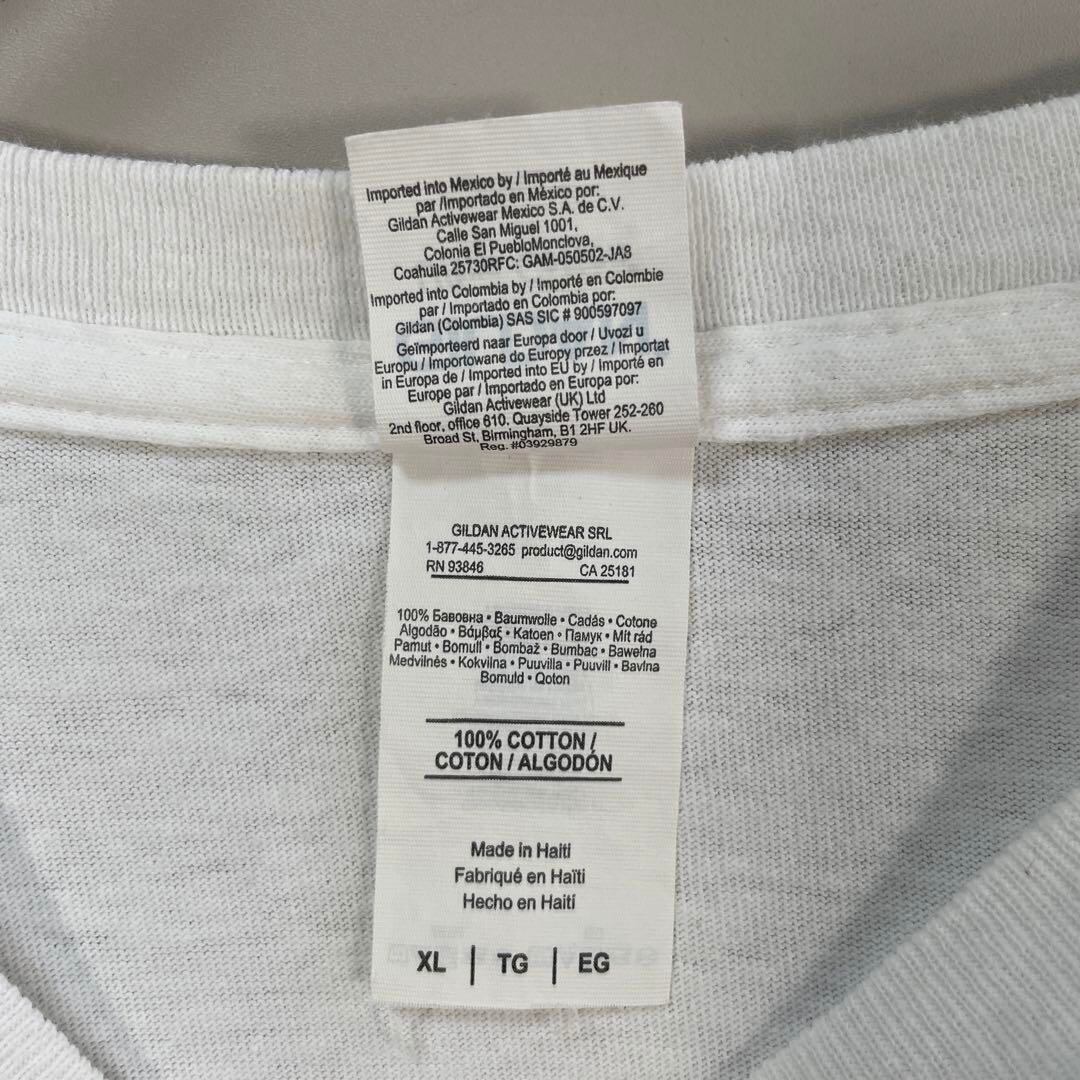 Imported into Mexico by / Importé au Mexique
par /Importado en México por:
Gildan Activewear Mexico S.A. de C.V.
Calle San Miguel 1001,
Colonia El PuebloMonclova,
Coahuila 25730RFC: GAM-050502-JA8
Imported into Colombia by / Importé en Colombie
par / Importado en Colombia por:
Gildan (Colombia) SAS SIC # 900597097
Geïmporteerd naar Europa door / Uvozi u
Europu / Importowane do Europy przez / Importat
in Europa de / Imported into EU by / Importé en
Europe par / Importado en Europa por:
Gildan Activewear (UK) Ltd
2nd floor, office 610. Quayside Tower 252-260
Broad St, Birmingham, B1 2HF UK.
Reg. #03929879
GILDAN ACTIVEWEAR SRL
1-877-445-3265 product@gildan.com
RN 93846 CA 25181
100% Бавовна • Baumwolle • Cadás • Cotone
Algodão • Βάμβαξ • Katoen • Памук • Mit rád
Pamut • Bomull • Bombaž • Bumbac • Bawełna
Medvilnės • Kokvilna • Puuvilla • Puuvill • Bavlna
Bomuld • Qoton
100% COTTON /
COTON / ALGODÓN
Made in Haiti
Fabriqué en Haïti
Hecho en Haití
XL | TG | EG